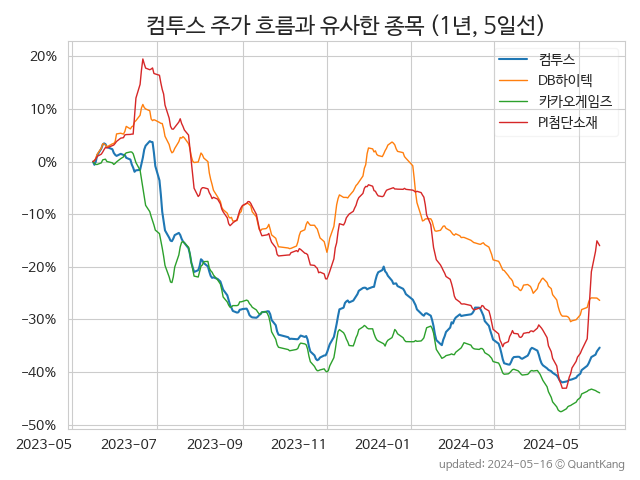 컴투스 주가 흐름과 유사한 종목 (1년, 5일선)
컴투스
DB하이텍
카카오게임즈
PI첨단소재
20%
10%
0%
−10%
−20%
−30%
−40%
−50%
2023-05
2023-07
2023-09
2023-11
2024-01
2024-03
2024-05
updated: 2024-05-16 © QuantKang